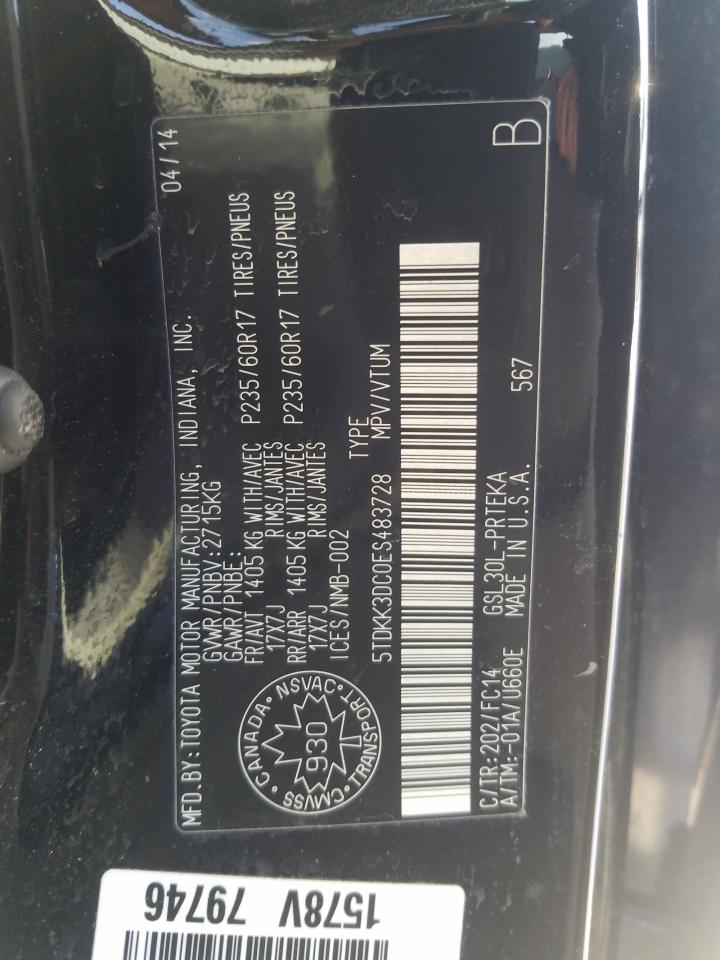 MFD.BY:TOYOTA MOTOR MANUFACTURING, INDIANA, INC. 04/14
GVWR/PNBV:2715KG
GAWR/PNBE:
FR/AVT 1405 KG WITH/AVEC P235/60R17 TIRES/PNEUS
17X7J RIMS/JANTES
RR/ARR 1405 KG WITH/AVEC P235/60R17 TIRES/PNEUS
17X7J RIMS/JANTES
ICES/NMB-002
CANADA · NSVAC · TRANSPORT · CMVSS ·
930
TYPE
5TDKK3DC0ES483728 MPV/VTUM
C/TR:202/FC14 GSL30L-PRTEKA 567 B
A/TM:-01A/U660E MADE IN U.S.A.
1578V 79746